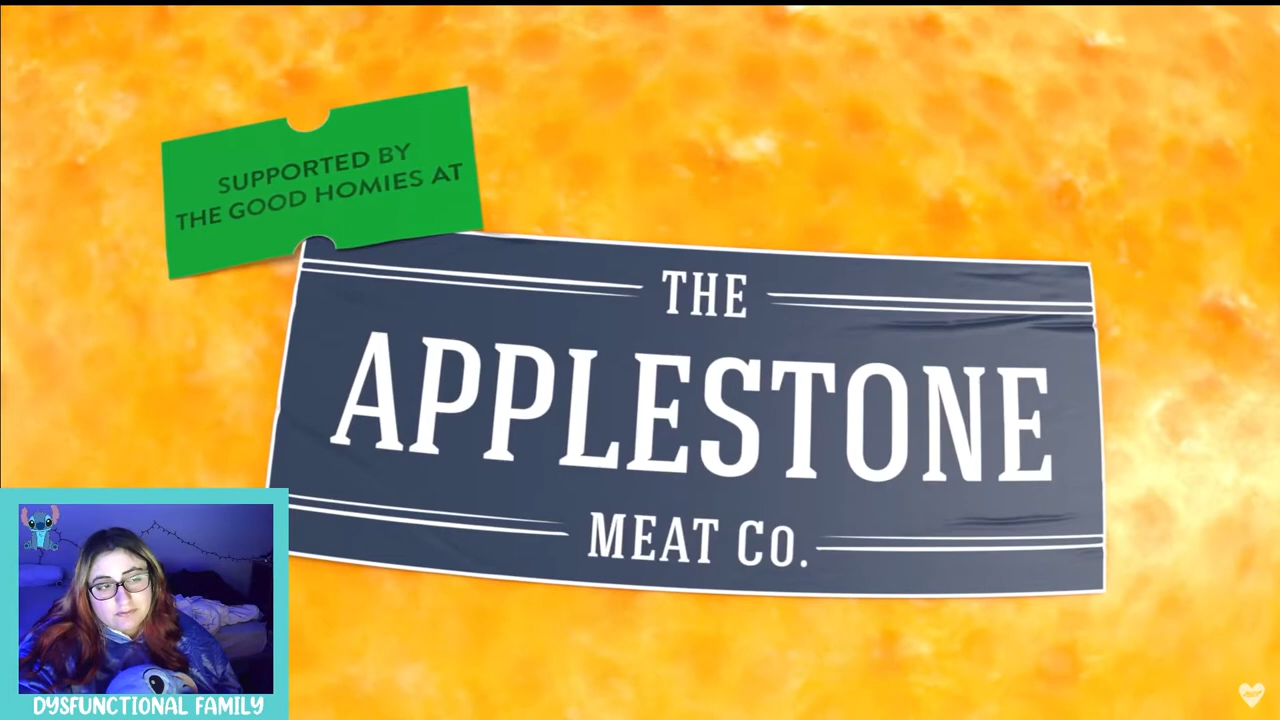 SUPPORTED BY
THE GOOD HOMIES AT
THE
APPLESTONE
MEAT CO.
DYSFUNCTIONAL FAMILY